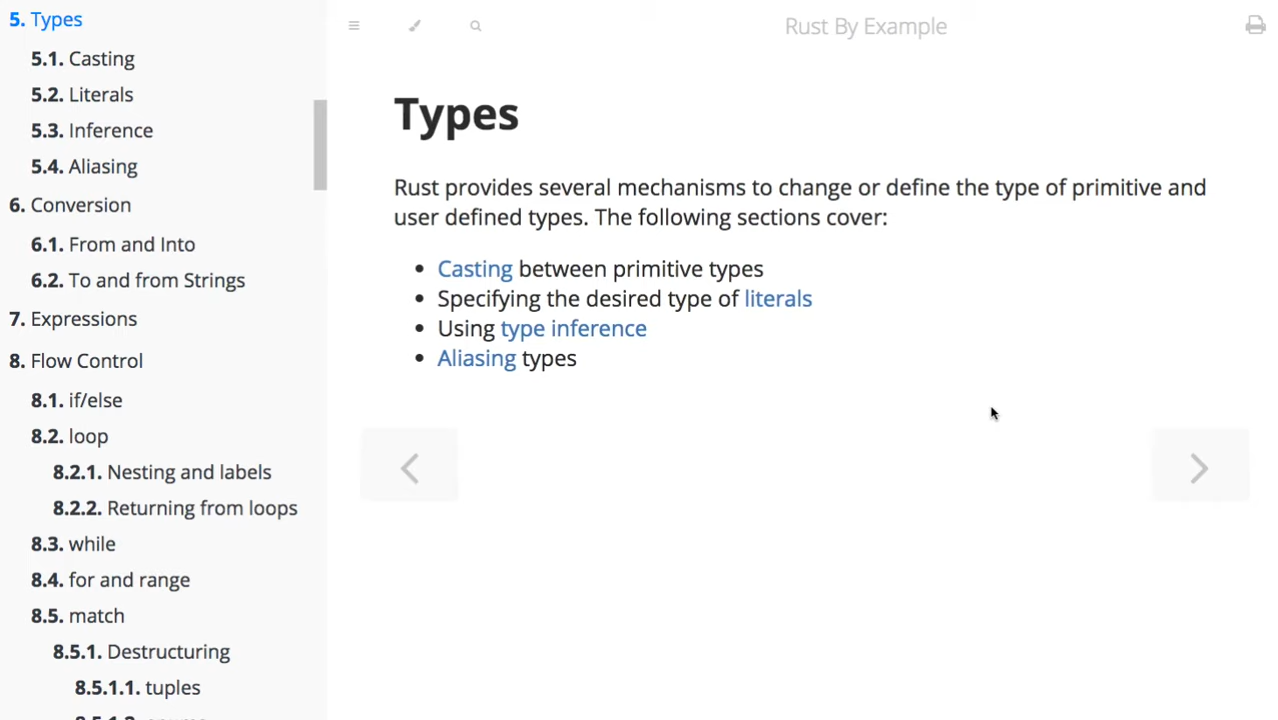 5. Types
5.1. Casting
5.2. Literals
5.3. Inference
5.4. Aliasing
6. Conversion
6.1. From and Into
6.2. To and from Strings
7. Expressions
8. Flow Control
8.1. if/else
8.2. loop
8.2.1. Nesting and labels
8.2.2. Returning from loops
8.3. while
8.4. for and range
8.5. match
8.5.1. Destructuring
8.5.1.1. tuples
Rust By Example
Types
Rust provides several mechanisms to change or define the type of primitive and
user defined types. The following sections cover:
• Casting between primitive types
• Specifying the desired type of literals
• Using type inference
• Aliasing types